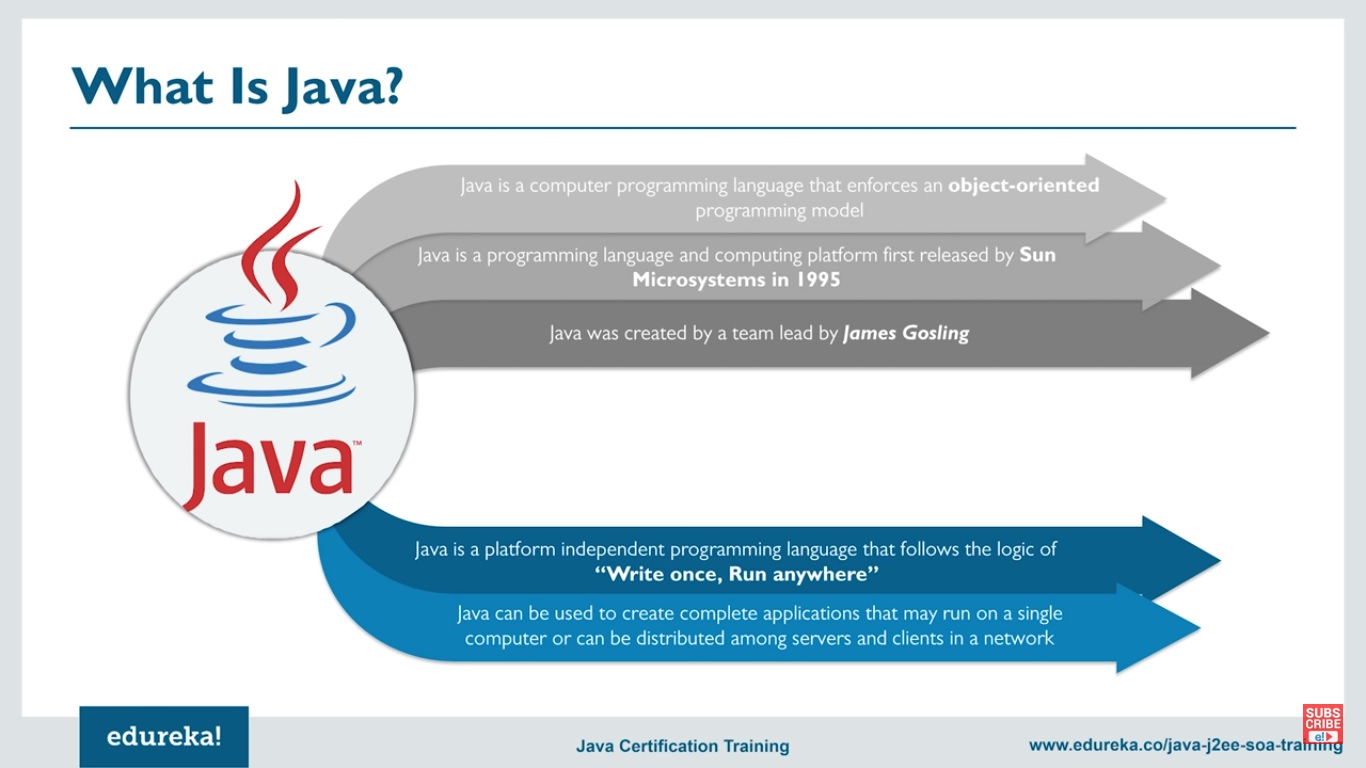 What Is Java?
Java is a computer programming language that enforces an object-oriented
programming model
Java is a programming language and computing platform first released by Sun
Microsystems in 1995
Java was created by a team lead by James Gosling
Java™
Java is a platform independent programming language that follows the logic of
“Write once, Run anywhere”
Java can be used to create complete applications that may run on a single
computer or can be distributed among servers and clients in a network
edureka!
Java Certification Training
www.edureka.co/java-j2ee-soa-training
SUBS
CRIBE
e!